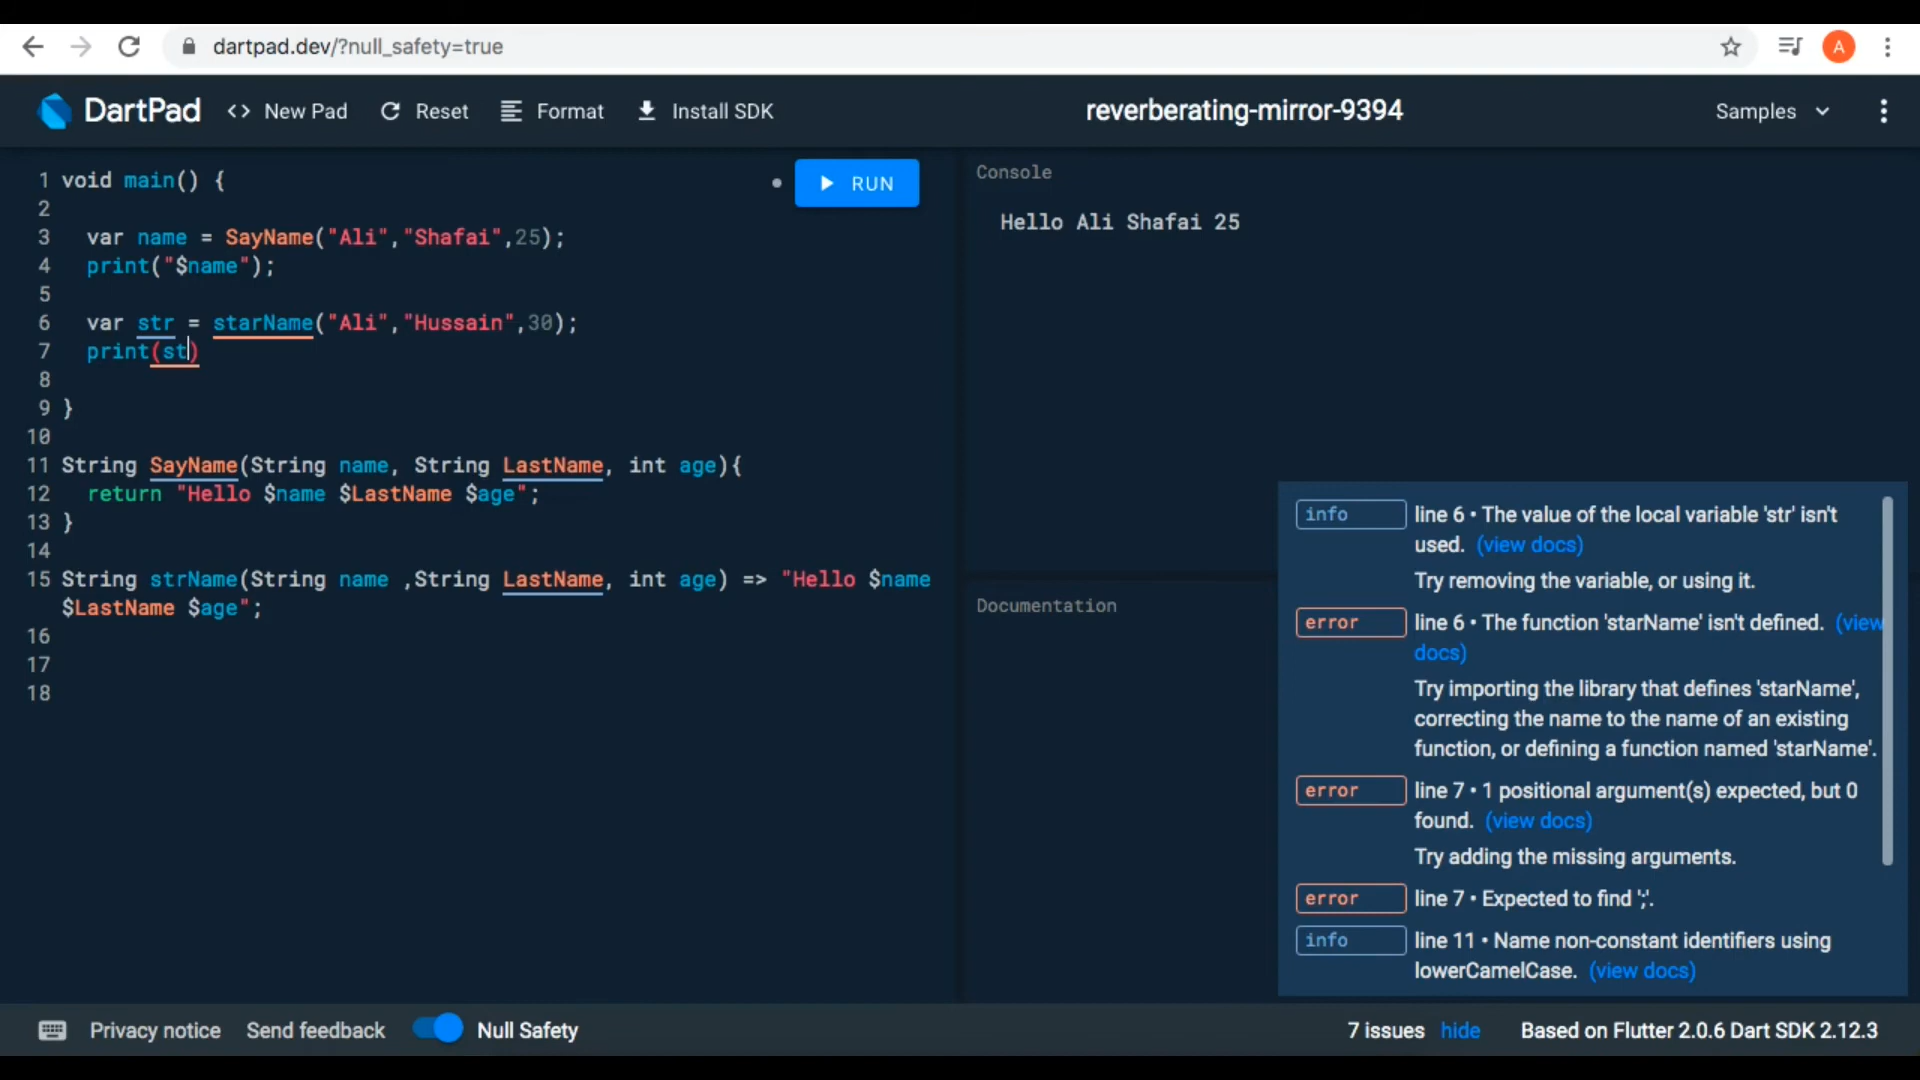 dartpad.dev/?null_safety=true
A
DartPad
<> New Pad
Reset
Format
Install SDK
reverberating-mirror-9394
Samples
1 void main() {
RUN
2
3 var name = SayName("Ali","Shafai",25);
4 print("$name");
5
6 var str = starName("Ali","Hussain",30);
7 print(st)
8
9 }
10
11 String SayName(String name, String LastName, int age){
12 return "Hello $name $LastName $age";
13 }
14
15 String strName(String name ,String LastName, int age) => "Hello $name
$LastName $age";
16
17
18
Console
Hello Ali Shafai 25
Documentation
info line 6 • The value of the local variable 'str' isn't
used. (view docs)
Try removing the variable, or using it.
error line 6 • The function 'starName' isn't defined. (view
docs)
Try importing the library that defines 'starName',
correcting the name to the name of an existing
function, or defining a function named 'starName'.
error line 7 • 1 positional argument(s) expected, but 0
found. (view docs)
Try adding the missing arguments.
error line 7 • Expected to find ';'.
info line 11 • Name non-constant identifiers using
lowerCamelCase. (view docs)
Privacy notice
Send feedback
Null Safety
7 issues hide
Based on Flutter 2.0.6 Dart SDK 2.12.3